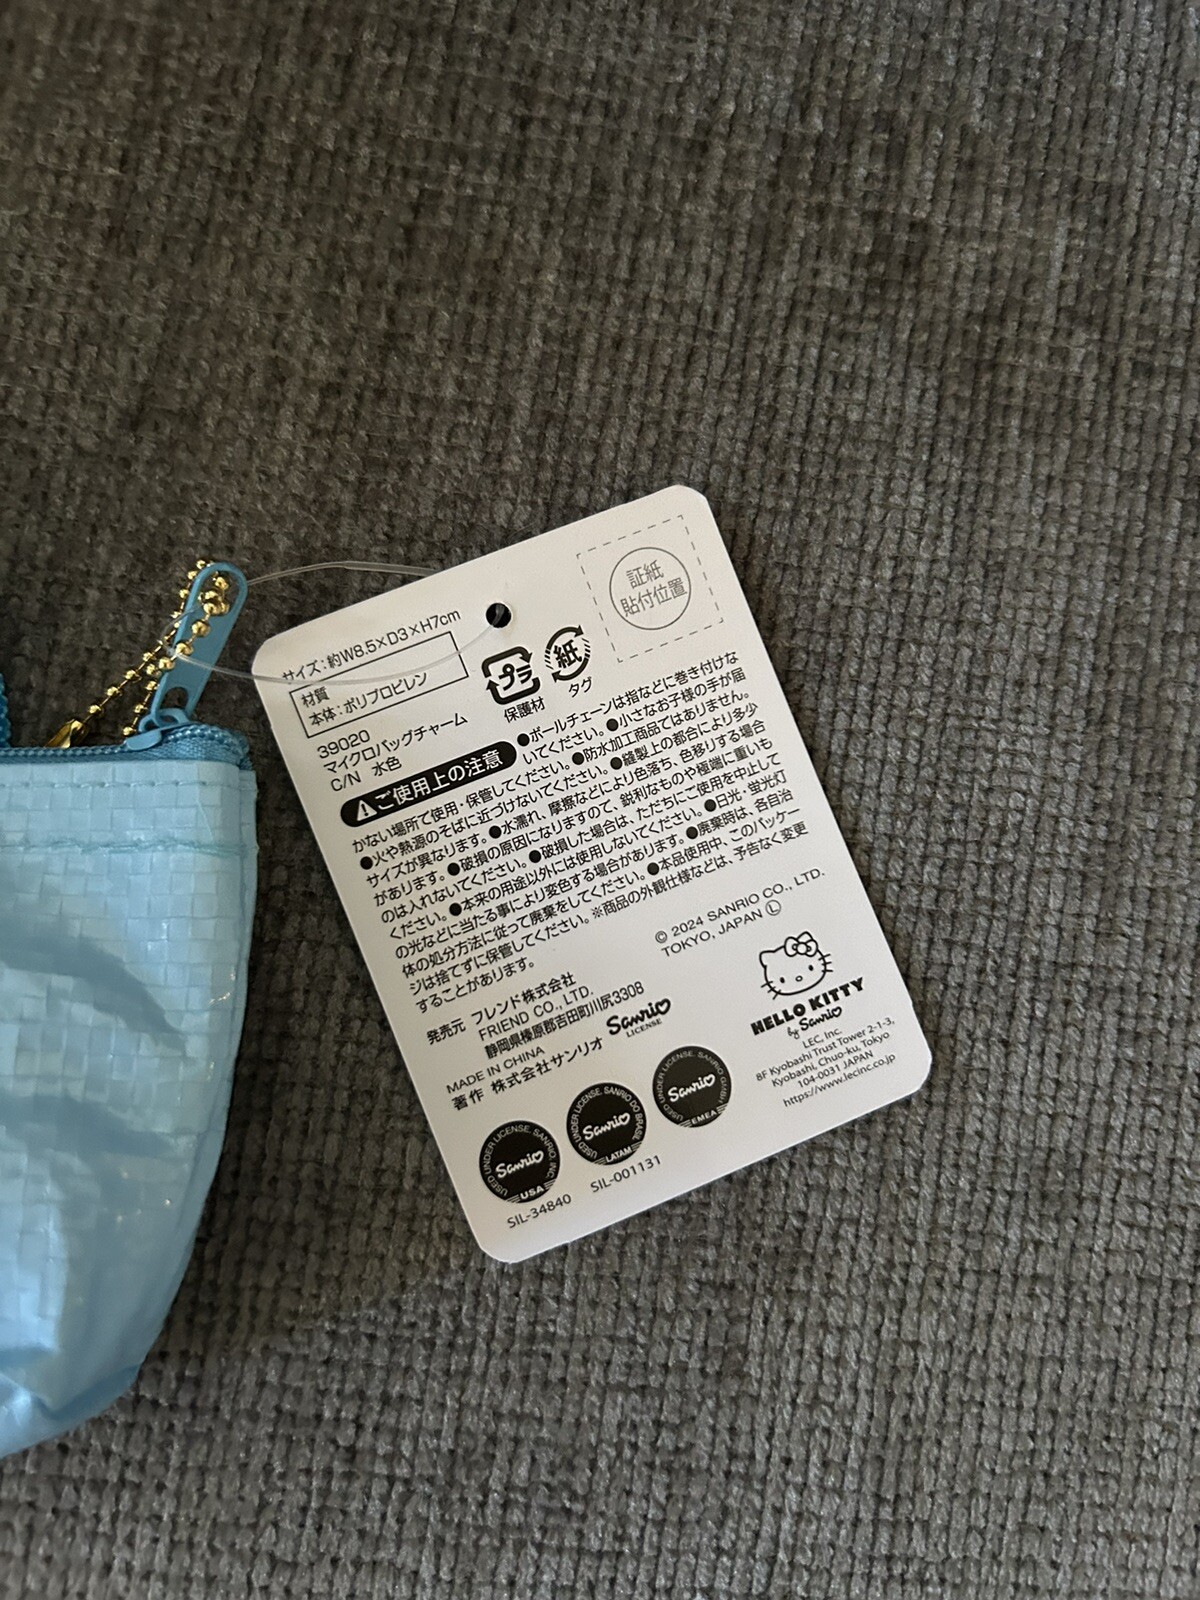 証紙
貼付位置
サイズ：約W8.5×D3×H7cm
材質
本体：ポリプロピレン
プラ
保護材
紙
タグ
39020
マイクロバッグチャーム
C/N 水色
ご使用上の注意
●ボールチェーンは指などに巻き付けな
いでください。●小さなお子様の手が届
かない場所で使用・保管してください。●防水加工商品ではありません。
●火や熱源のそばに近づけないでください。●縫製上の都合により多少
サイズが異なります。●水濡れ、摩擦などにより色落ち、色移りする場合
があります。●破損の原因になりますので、鋭利なものや極端に重いも
のは入れないでください。●破損した場合は、ただちにご使用を中止して
ください。●本来の用途以外には使用しないでください。●日光・蛍光灯
の光などに当たる事により変色する場合があります。●廃棄時は、各自治
体の処分方法に従って廃棄をしてください。●本品使用中、このパッケー
ジは捨てずに保管してください。※商品の外観仕様などは、予告なく変更
することがあります。
© 2024 SANRIO CO., LTD.
TOKYO, JAPAN Ⓛ
発売元 フレンド株式会社
FRIEND CO., LTD.
静岡県榛原郡吉田町川尻3308
MADE IN CHINA
著作 株式会社サンリオ
Sanrio
LICENSE
HELLO KITTY
by Sanrio
LEC, Inc.
8F Kyobashi Trust Tower 2-1-3,
Kyobashi, Chuo-ku, Tokyo
104-0031 JAPAN
https://www.lecinc.co.jp
USED UNDER LICENSE. SANRIO, INC.
Sanrio
USA
SIL-34840
USED UNDER LICENSE. SANRIO DO BRASIL
Sanrio
LATAM
SIL-001131
USED UNDER LICENSE. SANRIO GMBH
Sanrio
EMEA